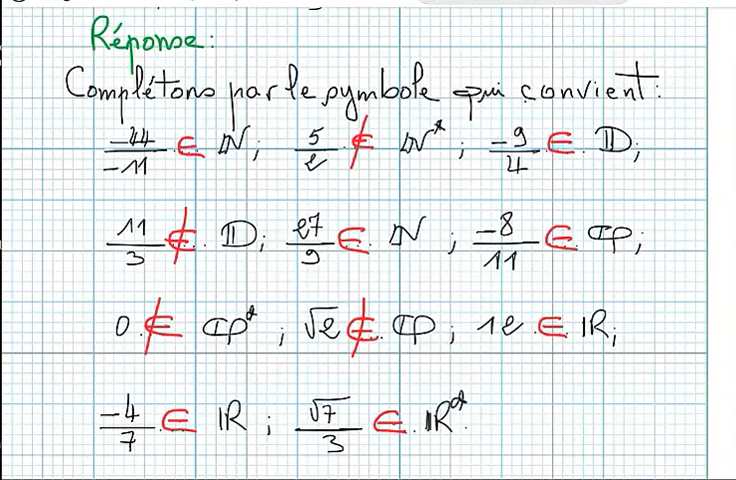 Réponse:
Complétons par le symbole qui convient:
-44/-11 ∈ ℕ; 5/2 ∉ ℕ*; -9/4 ∈ 𝔻;
11/3 ∉ 𝔻; 27/9 ∈ ℕ; -8/11 ∈ ℚ;
0 ∉ ℚ*; √2 ∉ ℚ; 12 ∈ ℝ;
-4/7 ∈ ℝ; √7/3 ∈ ℝ*.